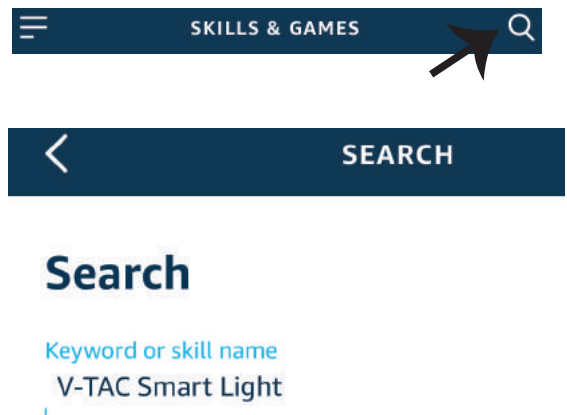 SKILLS & GAMES
SEARCH
Search
Keyword or skill name
V-TAC Smart Light